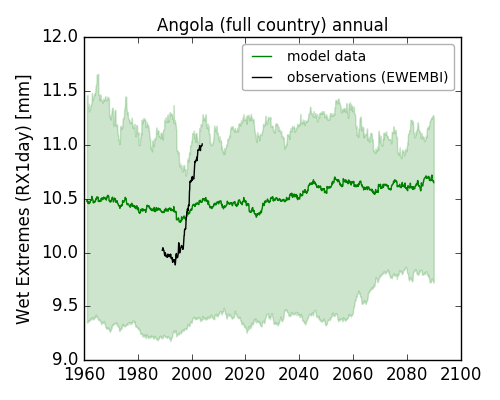 Angola (full country) annual
model data
observations (EWEMBI)
Wet Extremes (RX1day) [mm]
12.0
11.5
11.0
10.5
10.0
9.5
9.0
1960 1980 2000 2020 2040 2060 2080 2100